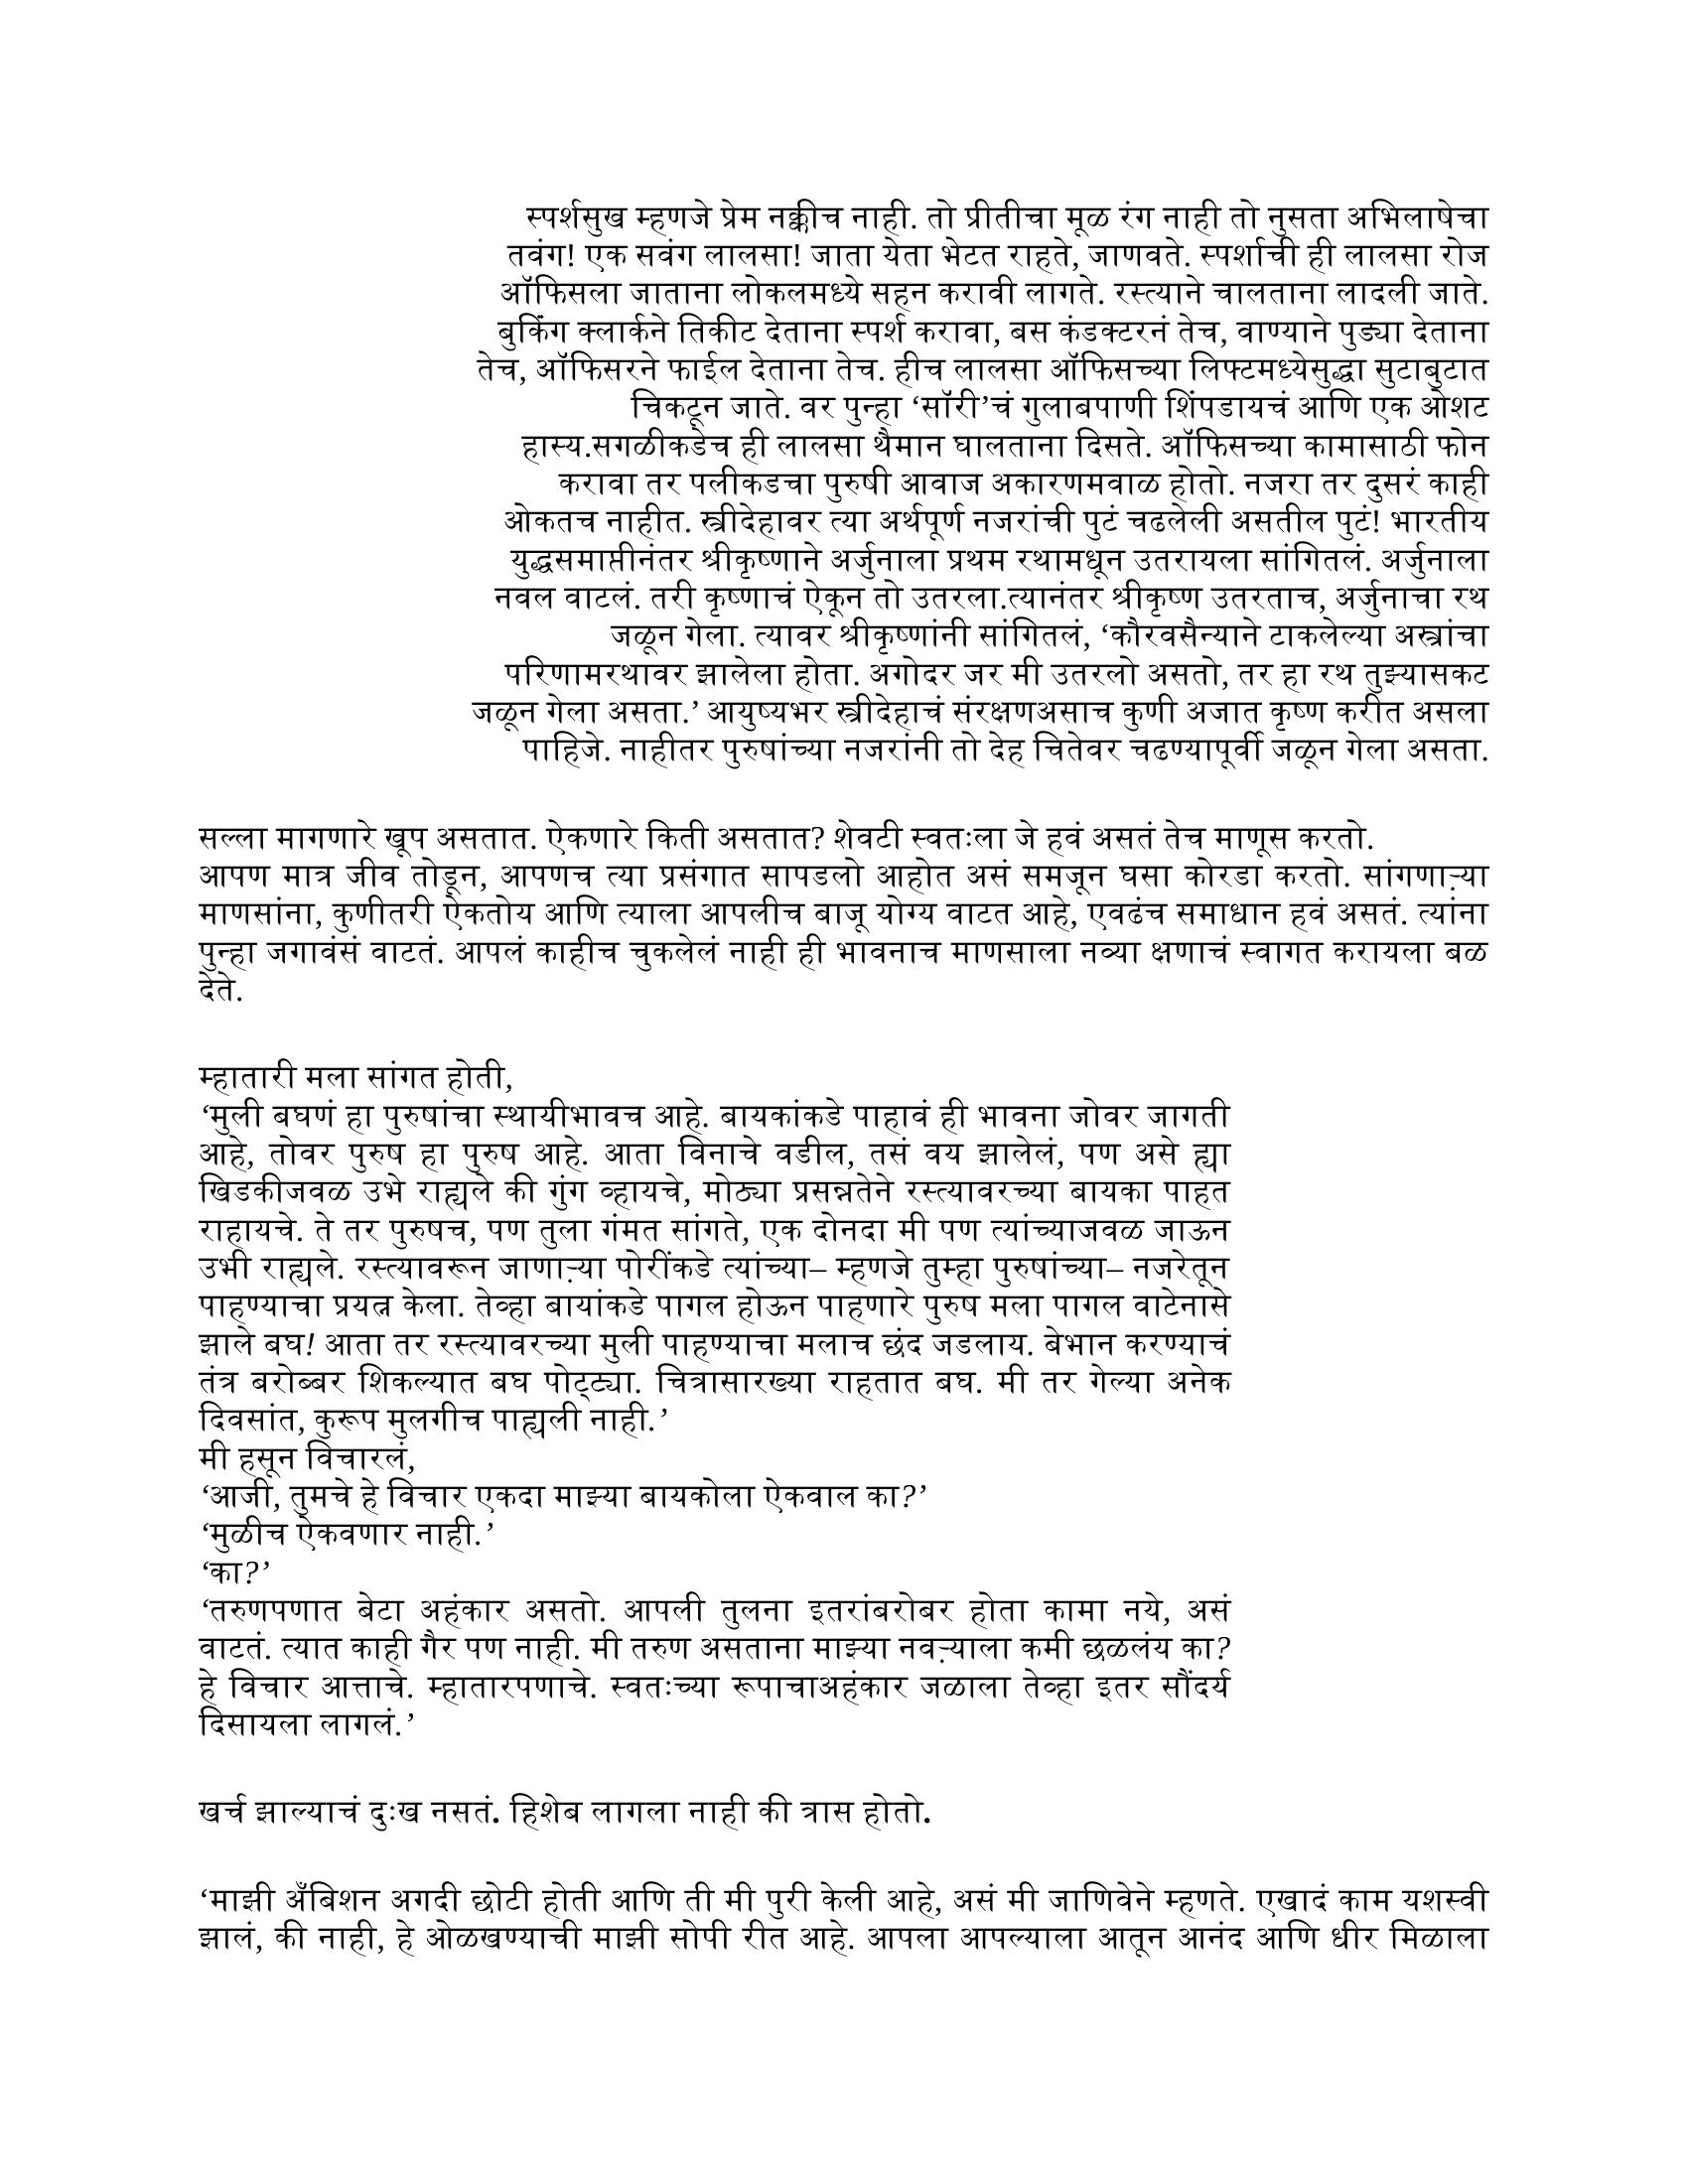 स्पर्शसुख म्हणजे प्रेम नक्कीच नाही. तो प्रीतीचा मूळ रंग नाही तो नुसता अभिलाषेचा
तवंग! एक सवंग लालसा! जाता येता भेटत राहते, जाणवते. स्पर्शाची ही लालसा रोज
ऑफिसला जाताना लोकलमध्ये सहन करावी लागते. रस्त्याने चालताना लादली जाते.
बुकिंग क्लार्कने तिकीट देताना स्पर्श करावा, बस कंडक्टरनं तेच, वाण्याने पुड्या देताना
तेच, ऑफिसरने फाईल देताना तेच. हीच लालसा ऑफिसच्या लिफ्टमध्येसुद्धा सुटाबुटात
चिकटून जाते. वर पुन्हा ‘सॉरी’चं गुलाबपाणी शिंपडायचं आणि एक ओशट
हास्य.सगळीकडेच ही लालसा थैमान घालताना दिसते. ऑफिसच्या कामासाठी फोन
करावा तर पलीकडचा पुरुषी आवाज अकारणमवाळ होतो. नजरा तर दुसरं काही
ओकतच नाहीत. स्त्रीदेहावर त्या अर्थपूर्ण नजरांची पुटं चढलेली असतील पुटं! भारतीय
युद्धसमाप्तीनंतर श्रीकृष्णाने अर्जुनाला प्रथम रथामधून उतरायला सांगितलं. अर्जुनाला
नवल वाटलं. तरी कृष्णाचं ऐकून तो उतरला.त्यानंतर श्रीकृष्ण उतरताच, अर्जुनाचा रथ
जळून गेला. त्यावर श्रीकृष्णांनी सांगितलं, ‘कौरवसैन्याने टाकलेल्या अस्त्रांचा
परिणामरथावर झालेला होता. अगोदर जर मी उतरलो असतो, तर हा रथ तुझ्यासकट
जळून गेला असता.’ आयुष्यभर स्त्रीदेहाचं संरक्षणअसाच कुणी अजात कृष्ण करीत असला
पाहिजे. नाहीतर पुरुषांच्या नजरांनी तो देह चितेवर चढण्यापूर्वी जळून गेला असता.
सल्ला मागणारे खूप असतात. ऐकणारे किती असतात? शेवटी स्वतःला जे हवं असतं तेच माणूस करतो.
आपण मात्र जीव तोडून, आपणच त्या प्रसंगात सापडलो आहोत असं समजून घसा कोरडा करतो. सांगणाऱ्या
माणसांना, कुणीतरी ऐकतोय आणि त्याला आपलीच बाजू योग्य वाटत आहे, एवढंच समाधान हवं असतं. त्यांना
पुन्हा जगावंसं वाटतं. आपलं काहीच चुकलेलं नाही ही भावनाच माणसाला नव्या क्षणाचं स्वागत करायला बळ
देते.
म्हातारी मला सांगत होती,
‘मुली बघणं हा पुरुषांचा स्थायीभावच आहे. बायकांकडे पाहावं ही भावना जोवर जागती
आहे, तोवर पुरुष हा पुरुष आहे. आता विनाचे वडील, तसं वय झालेलं, पण असे ह्या
खिडकीजवळ उभे राह्यले की गुंग व्हायचे, मोठ्या प्रसन्नतेने रस्त्यावरच्या बायका पाहत
राहायचे. ते तर पुरुषच, पण तुला गंमत सांगते, एक दोनदा मी पण त्यांच्याजवळ जाऊन
उभी राह्यले. रस्त्यावरून जाणाऱ्या पोरींकडे त्यांच्या– म्हणजे तुम्हा पुरुषांच्या– नजरेतून
पाहण्याचा प्रयत्न केला. तेव्हा बायांकडे पागल होऊन पाहणारे पुरुष मला पागल वाटेनासे
झाले बघ! आता तर रस्त्यावरच्या मुली पाहण्याचा मलाच छंद जडलाय. बेभान करण्याचं
तंत्र बरोब्बर शिकल्यात बघ पोट्ट्या. चित्रासारख्या राहतात बघ. मी तर गेल्या अनेक
दिवसांत, कुरूप मुलगीच पाह्यली नाही.’
मी हसून विचारलं,
‘आजी, तुमचे हे विचार एकदा माझ्या बायकोला ऐकवाल का?’
‘मुळीच ऐकवणार नाही.’
‘का?’
‘तरुणपणात बेटा अहंकार असतो. आपली तुलना इतरांबरोबर होता कामा नये, असं
वाटतं. त्यात काही गैर पण नाही. मी तरुण असताना माझ्या नवऱ्याला कमी छळलंय का?
हे विचार आत्ताचे. म्हातारपणाचे. स्वतःच्या रूपाचाअहंकार जळाला तेव्हा इतर सौंदर्य
दिसायला लागलं.’
खर्च झाल्याचं दुःख नसतं. हिशेब लागला नाही की त्रास होतो.
‘माझी अँबिशन अगदी छोटी होती आणि ती मी पुरी केली आहे, असं मी जाणिवेने म्हणते. एखादं काम यशस्वी
झालं, की नाही, हे ओळखण्याची माझी सोपी रीत आहे. आपला आपल्याला आतून आनंद आणि धीर मिळाला